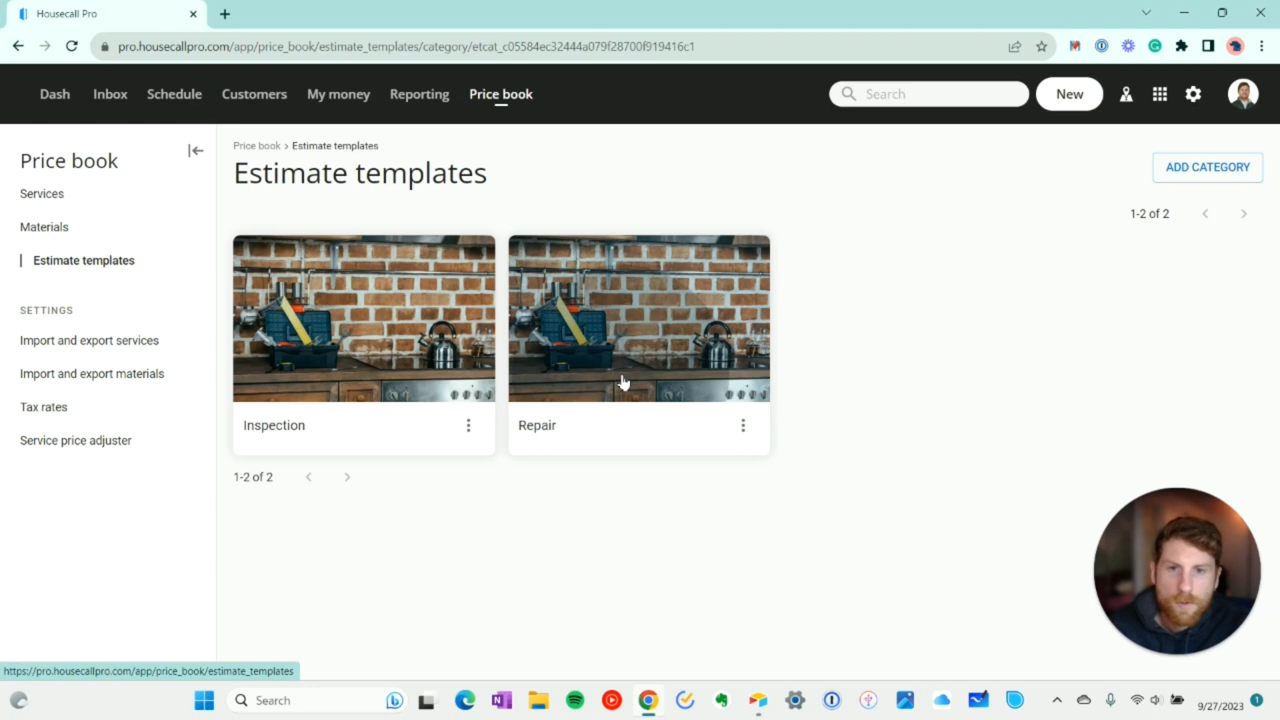 Housecall Pro
pro.housecallpro.com/app/price_book/estimate_templates/category/etcat_c05584ec32444a079f28700f919416c1
Dash
Inbox
Schedule
Customers
My money
Reporting
Price book
Search
New
Price book
Services
Materials
Estimate templates
SETTINGS
Import and export services
Import and export materials
Tax rates
Service price adjuster
Price book > Estimate templates
Estimate templates
ADD CATEGORY
1-2 of 2
Inspection
Repair
1-2 of 2
https://pro.housecallpro.com/app/price_book/estimate_templates
Search
9/27/2023
1